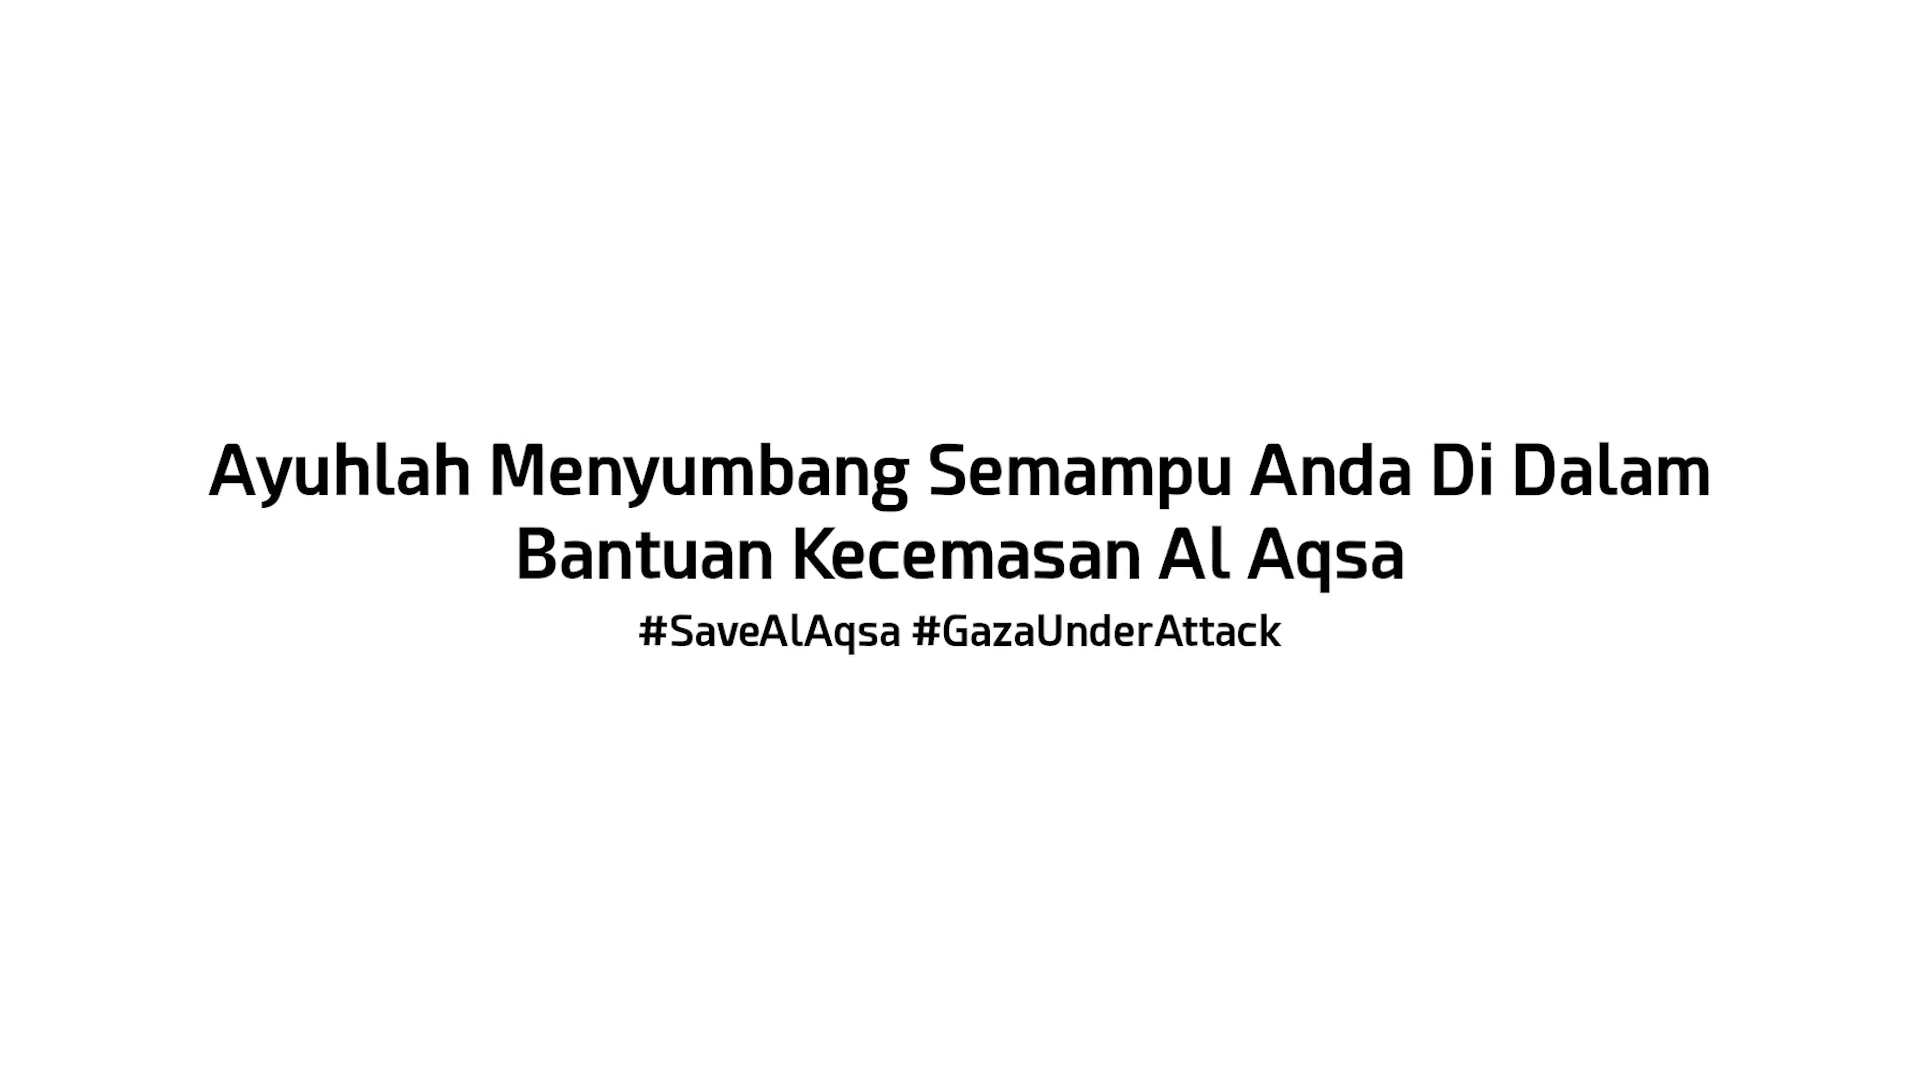 Ayuhlah Menyumbang Semampu Anda Di Dalam
Bantuan Kecemasan Al Aqsa
#SaveAlAqsa #GazaUnderAttack